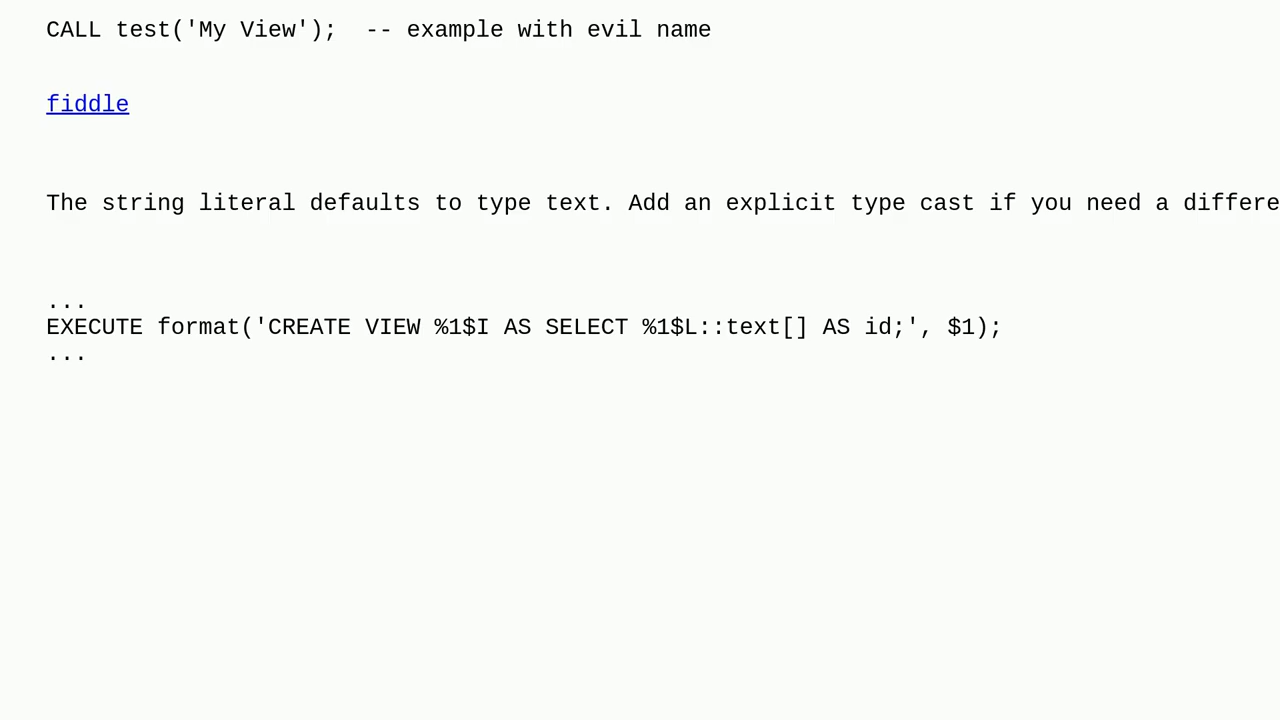 CALL test('My View');  -- example with evil name
fiddle
The string literal defaults to type text. Add an explicit type cast if you need a
...
EXECUTE format('CREATE VIEW %1$I AS SELECT %1$L::text[] AS id;', $1);
...